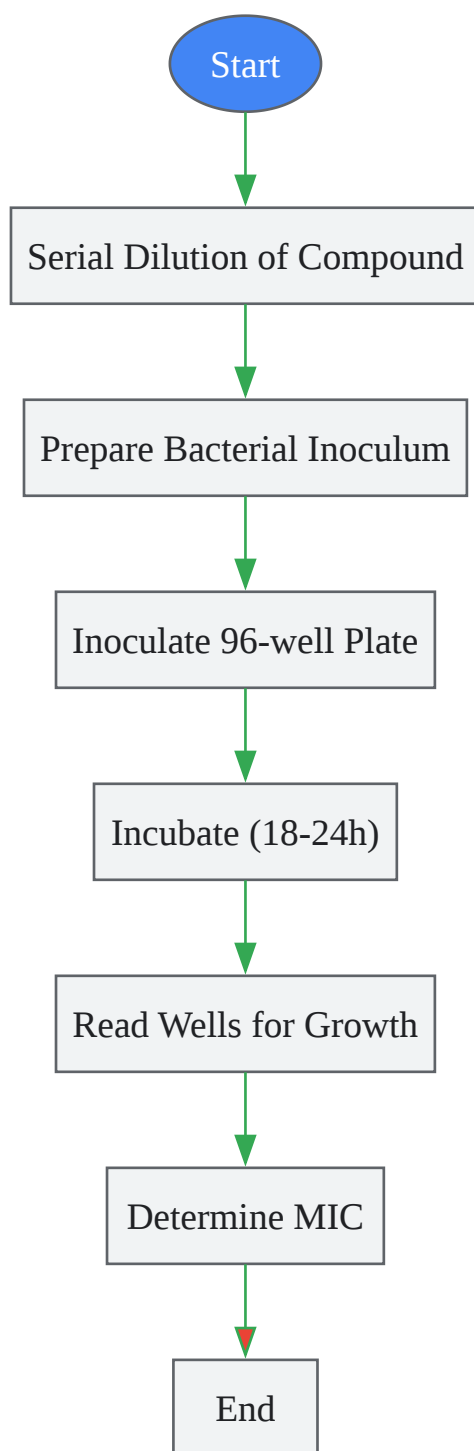 Start
Serial Dilution of Compound
Prepare Bacterial Inoculum
Inoculate 96-well Plate
Incubate (18-24h)
Read Wells for Growth
Determine MIC
End